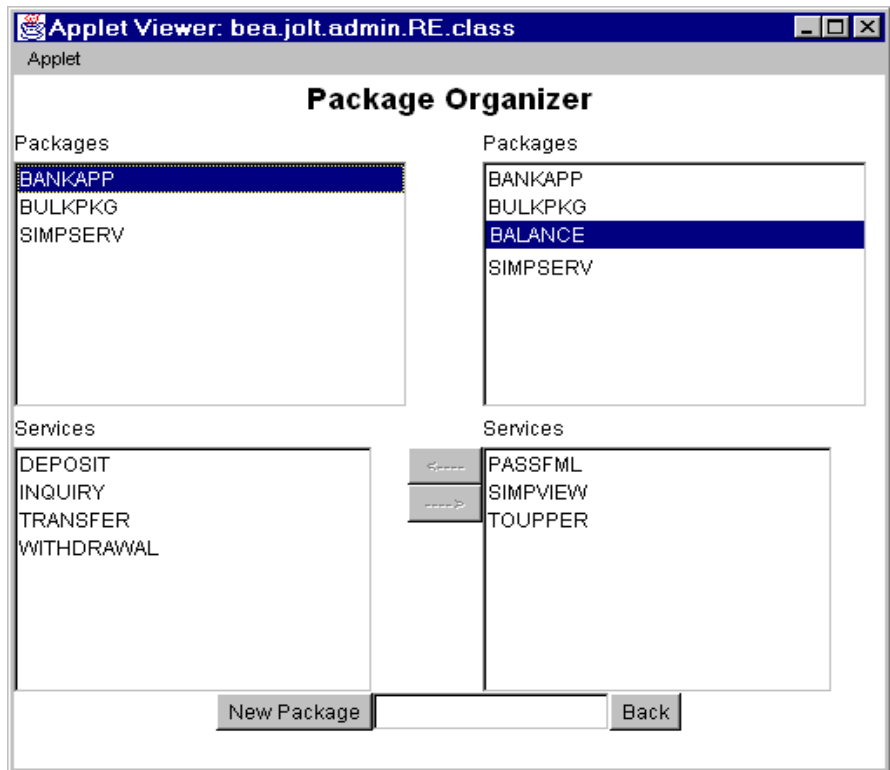 Applet Viewer: bea.jolt.admin.RE.class
Applet
Package Organizer
Packages
BANKAPP
BULKPKG
SIMPSERV
Packages
BANKAPP
BULKPKG
BALANCE
SIMPSERV
Services
DEPOSIT
INQUIRY
TRANSFER
WITHDRAWAL
<----
---->
Services
PASSFML
SIMPVIEW
TOUPPER
New Package
Back